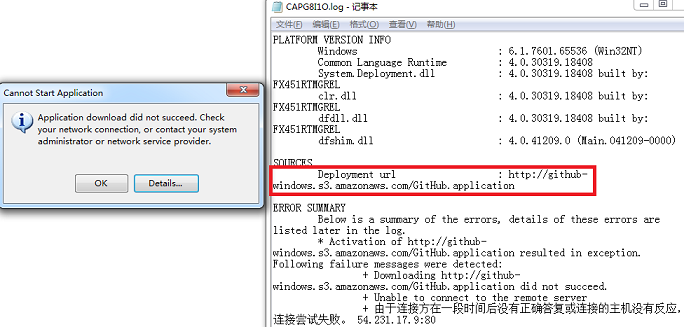 Cannot Start Application
Application download did not succeed. Check
your network connection, or contact your system
administrator or network service provider.
OK
Details...
CAPG8I1O.log - 记事本
文件(F) 编辑(E) 格式(O) 查看(V) 帮助(H)
PLATFORM VERSION INFO
Windows : 6.1.7601.65536 (Win32NT)
Common Language Runtime : 4.0.30319.18408
System.Deployment.dll : 4.0.30319.18408 built by:
FX451RTMGREL
clr.dll : 4.0.30319.18408 built by:
FX451RTMGREL
dfdll.dll : 4.0.30319.18408 built by:
FX451RTMGREL
dfshim.dll : 4.0.41209.0 (Main.041209-0000)
SOURCES
Deployment url : http://github-
windows.s3.amazonaws.com/GitHub.application
ERROR SUMMARY
Below is a summary of the errors, details of these errors are
listed later in the log.
* Activation of http://github-
windows.s3.amazonaws.com/GitHub.application resulted in exception.
Following failure messages were detected:
+ Downloading http://github-
windows.s3.amazonaws.com/GitHub.application did not succeed.
+ Unable to connect to the remote server
+ 由于连接方在一段时间后没有正确答复或连接的主机没有反应，
连接尝试失败。 54.231.17.9:80